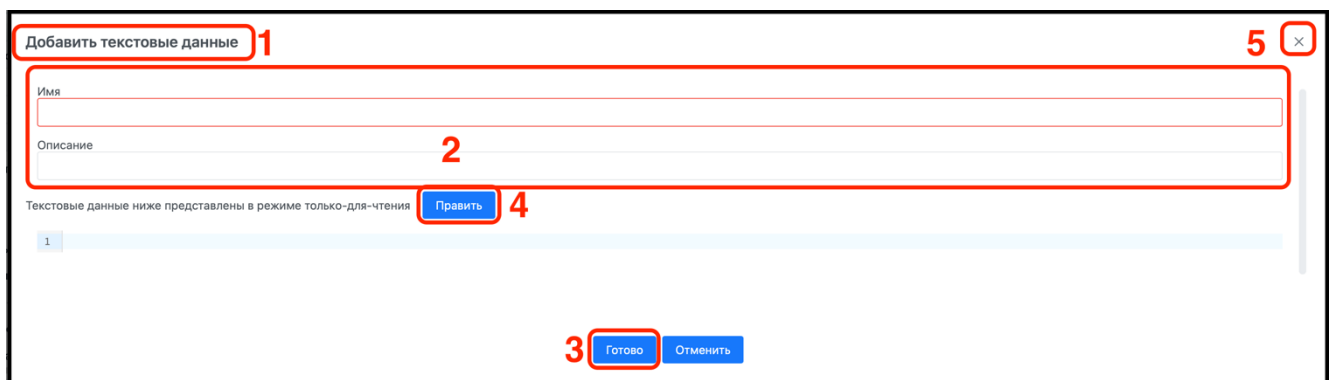 Добавить текстовые данные 1 5 ×
Имя
Описание
2
Текстовые данные ниже представлены в режиме только-для-чтения Править 4
1
3 Готово Отменить